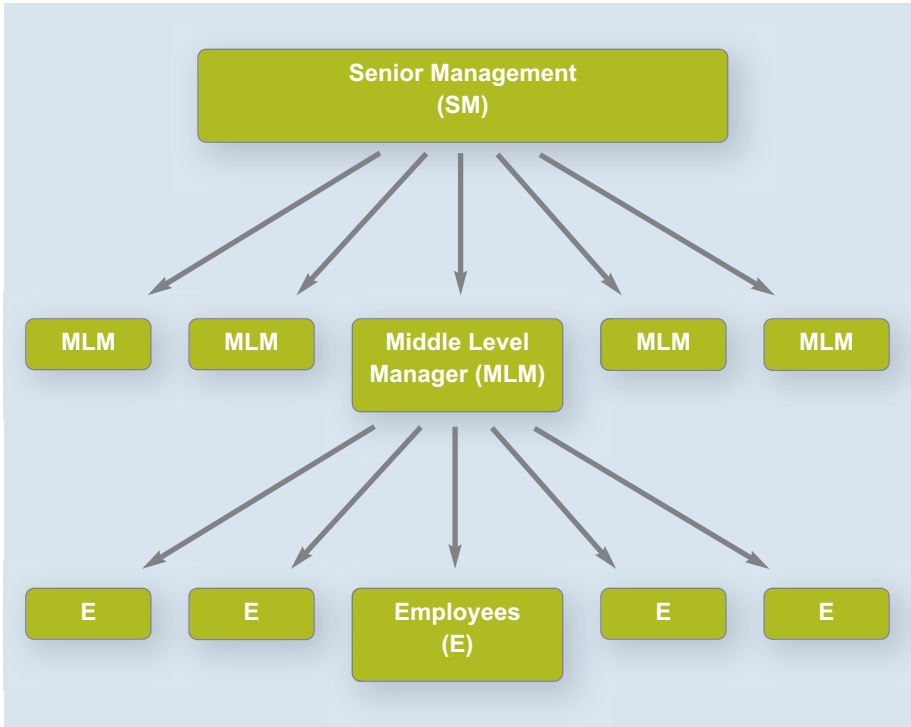 Senior Management
(SM)
MLM
MLM
Middle Level
Manager (MLM)
MLM
MLM
E
E
Employees
(E)
E
E